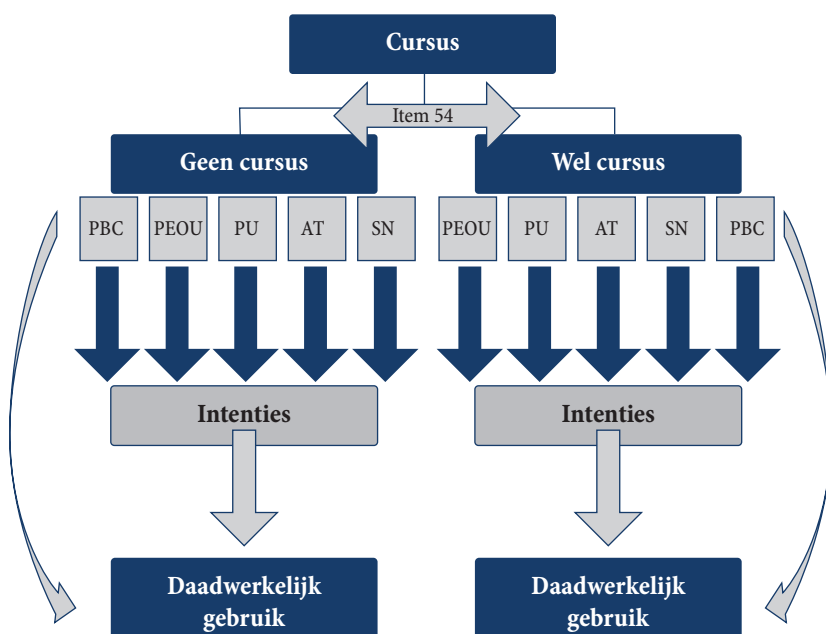 Cursus
Item 54
Geen cursus
Wel cursus
PBC PEOU PU AT SN
PEOU PU AT SN PBC
Intenties
Intenties
Daadwerkelijk
gebruik
Daadwerkelijk
gebruik